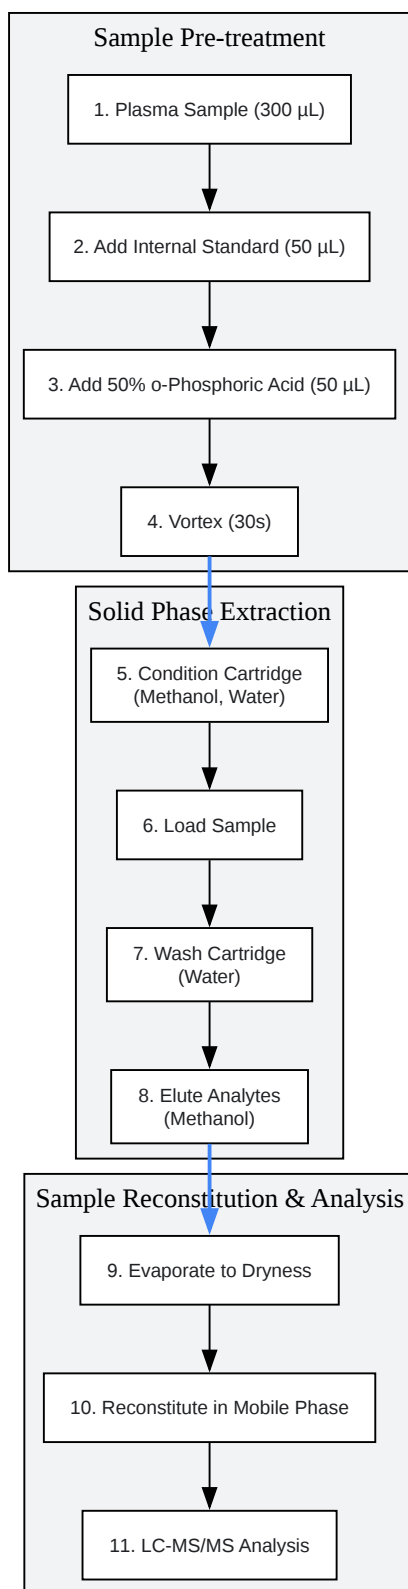 Sample Pre-treatment
1. Plasma Sample (300 µL)
2. Add Internal Standard (50 µL)
3. Add 50% o-Phosphoric Acid (50 µL)
4. Vortex (30s)
Solid Phase Extraction
5. Condition Cartridge
(Methanol, Water)
6. Load Sample
7. Wash Cartridge
(Water)
8. Elute Analytes
(Methanol)
Sample Reconstitution & Analysis
9. Evaporate to Dryness
10. Reconstitute in Mobile Phase
11. LC-MS/MS Analysis